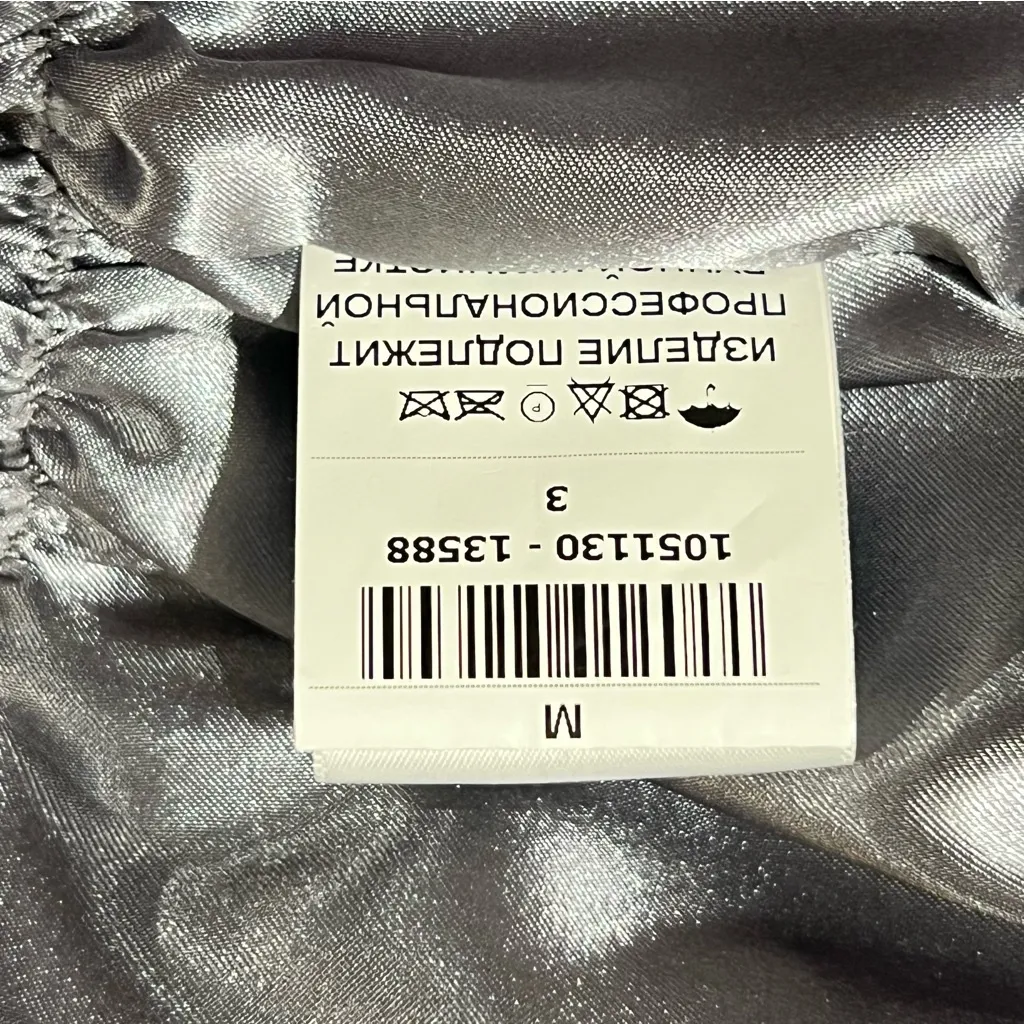 M
1051130 - 13588
3
P
ИЗДЕЛИЕ ПОДЛЕЖИТ
ПРОФЕССИОНАЛЬНОЙ